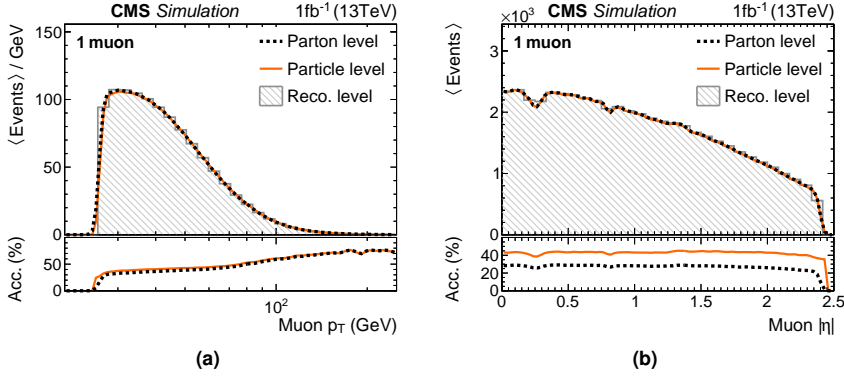 CMS Simulation 1fb⁻¹ (13TeV)
150
100
50
0
⟨Events⟩ / GeV
1 muon
Parton level
Particle level
Reco. level
50
0
Acc. (%)
10²
Muon p_T (GeV)
(a)
×10³
CMS Simulation 1fb⁻¹ (13TeV)
3
2
1
0
⟨Events⟩
1 muon
Parton level
Particle level
Reco. level
40
20
0
Acc. (%)
0 0.5 1 1.5 2 2.5
Muon |η|
(b)